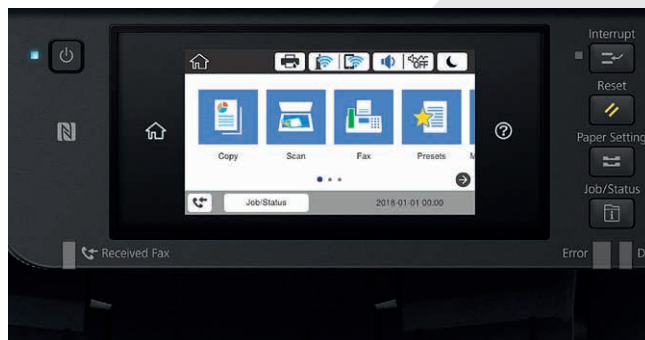 Interrupt
Reset
Paper Setting
Job/Status
OFF
Copy
Scan
Fax
Presets
M
Job/Status
2018-01-01 00:00
Received Fax
Error
D